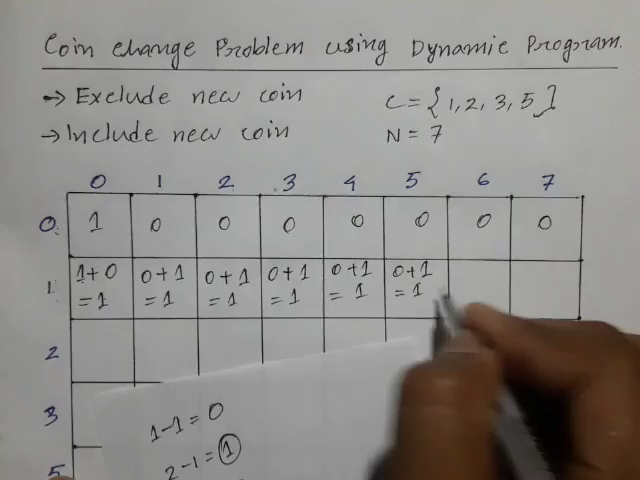 Coin change Problem using Dynamic Program.
→ Exclude new coin
C = {1, 2, 3, 5}
→ Include new coin
N = 7
0 1 2 3 4 5 6 7
0 1 0 0 0 0 0 0 0
1 1+0 0+1 0+1 0+1 0+1 0+1
=1 =1 =1 =1 =1 =1
2
3
1-1=0
2-1=1
5